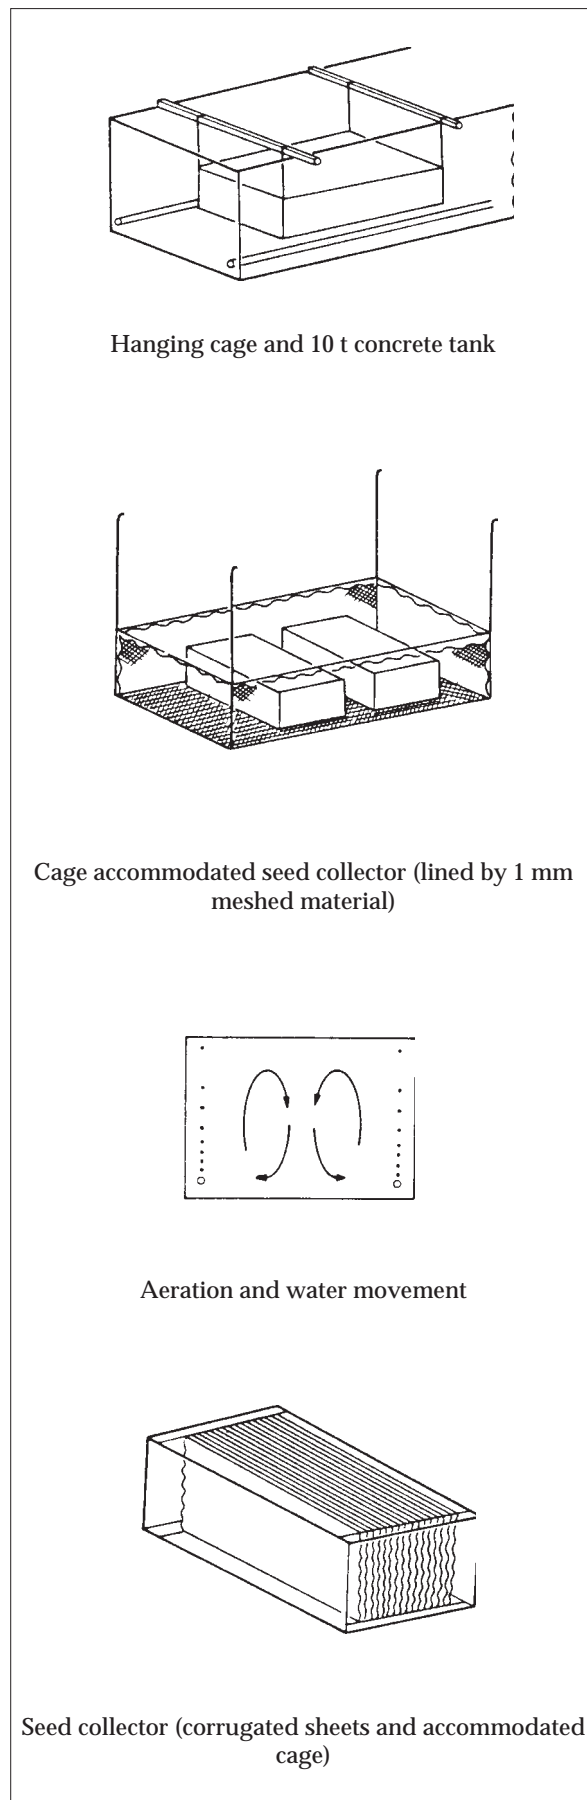 Hanging cage and 10 t concrete tank
Cage accommodated seed collector (lined by 1 mm
meshed material)
Aeration and water movement
Seed collector (corrugated sheets and accommodated
cage)